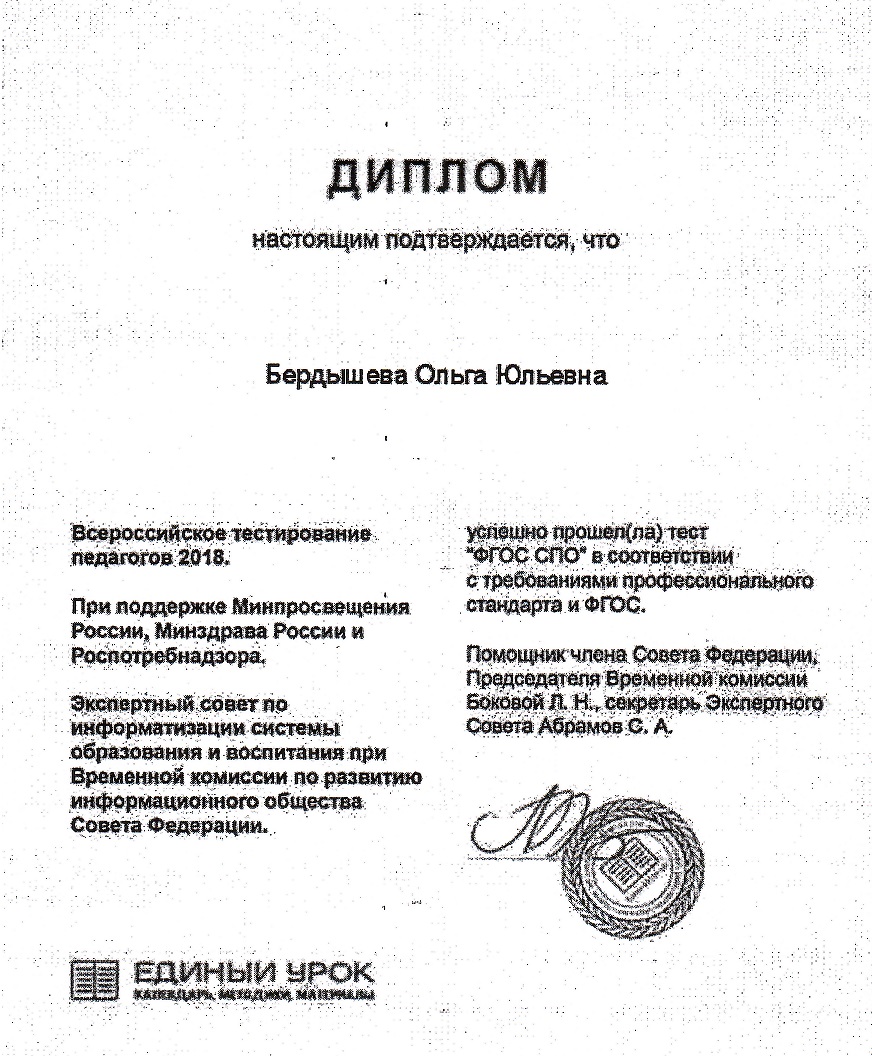 ДИПЛОМ
настоящим подтверждается, что
Бердышева Ольга Юльевна
Всероссийское тестирование
педагогов 2018.
При поддержке Минпросвещения
России, Минздрава России и
Роспотребнадзора.
Экспертный совет по
информатизации системы
образования и воспитания при
Временной комиссии по развитию
информационного общества
Совета Федерации.
успешно прошел(ла) тест
"ФГОС СПО" в соответствии
с требованиями профессионального
стандарта и ФГОС.
Помощник члена Совета Федерации,
Председателя Временной комиссии
Боковой Л. Н., секретарь Экспертного
Совета Абрамов С. А.
ЕДИНЫЙ УРОК
КАЛЕНДАРЬ, МЕТОДИКИ, МАТЕРИАЛЫ